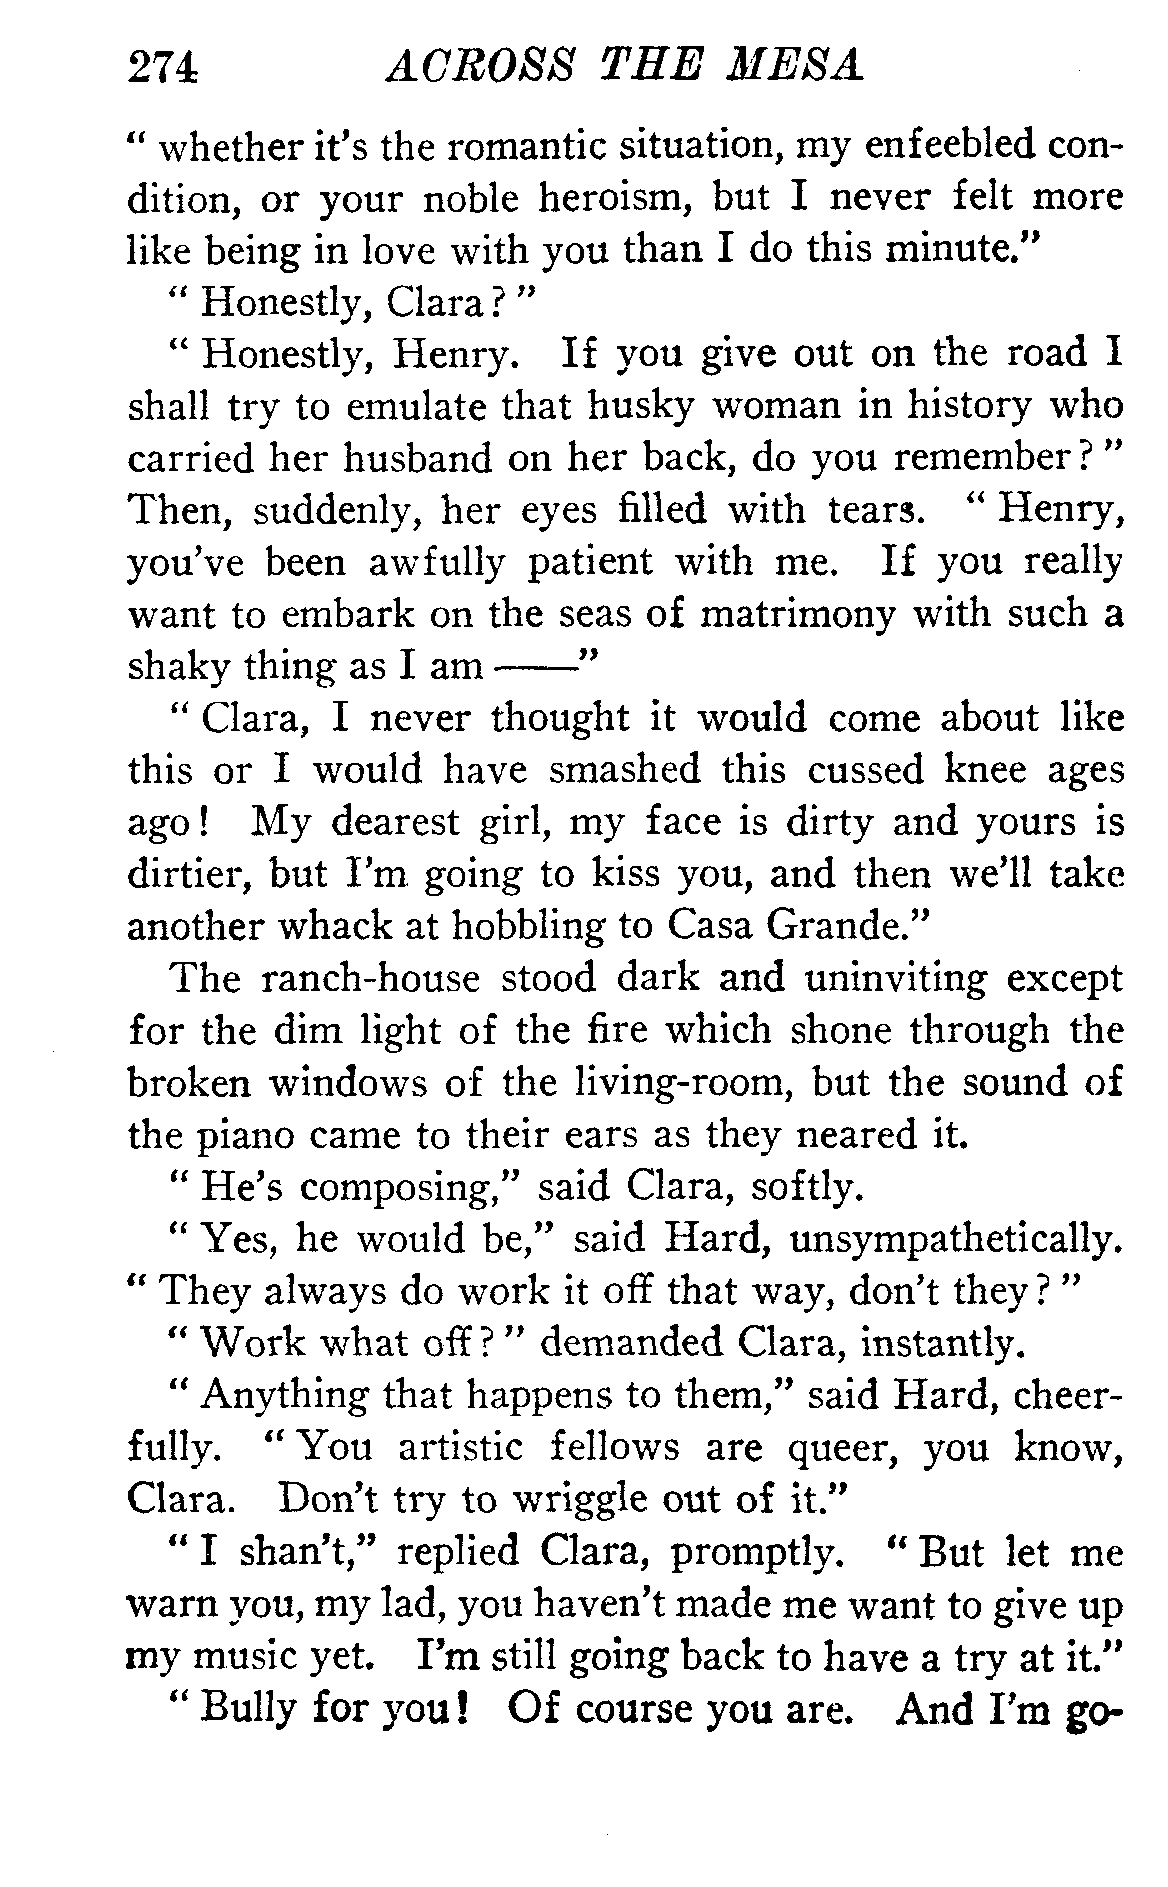 274 ACROSS THE MESA
“ whether it's the romantic situation, my enfeebled con-
dition, or your noble heroism, but I never felt more
like being in love with you than I do this minute.”
“ Honestly, Clara? ”
“ Honestly, Henry. If you give out on the road I
shall try to emulate that husky woman in history who
carried her husband on her back, do you remember? ”
Then, suddenly, her eyes filled with tears. “ Henry,
you've been awfully patient with me. If you really
want to embark on the seas of matrimony with such a
shaky thing as I am ——”
“ Clara, I never thought it would come about like
this or I would have smashed this cussed knee ages
ago! My dearest girl, my face is dirty and yours is
dirtier, but I'm going to kiss you, and then we'll take
another whack at hobbling to Casa Grande.”
The ranch-house stood dark and uninviting except
for the dim light of the fire which shone through the
broken windows of the living-room, but the sound of
the piano came to their ears as they neared it.
“ He's composing,” said Clara, softly.
“ Yes, he would be,” said Hard, unsympathetically.
“ They always do work it off that way, don't they? ”
“ Work what off? ” demanded Clara, instantly.
“ Anything that happens to them,” said Hard, cheer-
fully. “ You artistic fellows are queer, you know,
Clara. Don't try to wriggle out of it.”
“ I shan't,” replied Clara, promptly. “ But let me
warn you, my lad, you haven't made me want to give up
my music yet. I'm still going back to have a try at it.”
“ Bully for you! Of course you are. And I'm go-